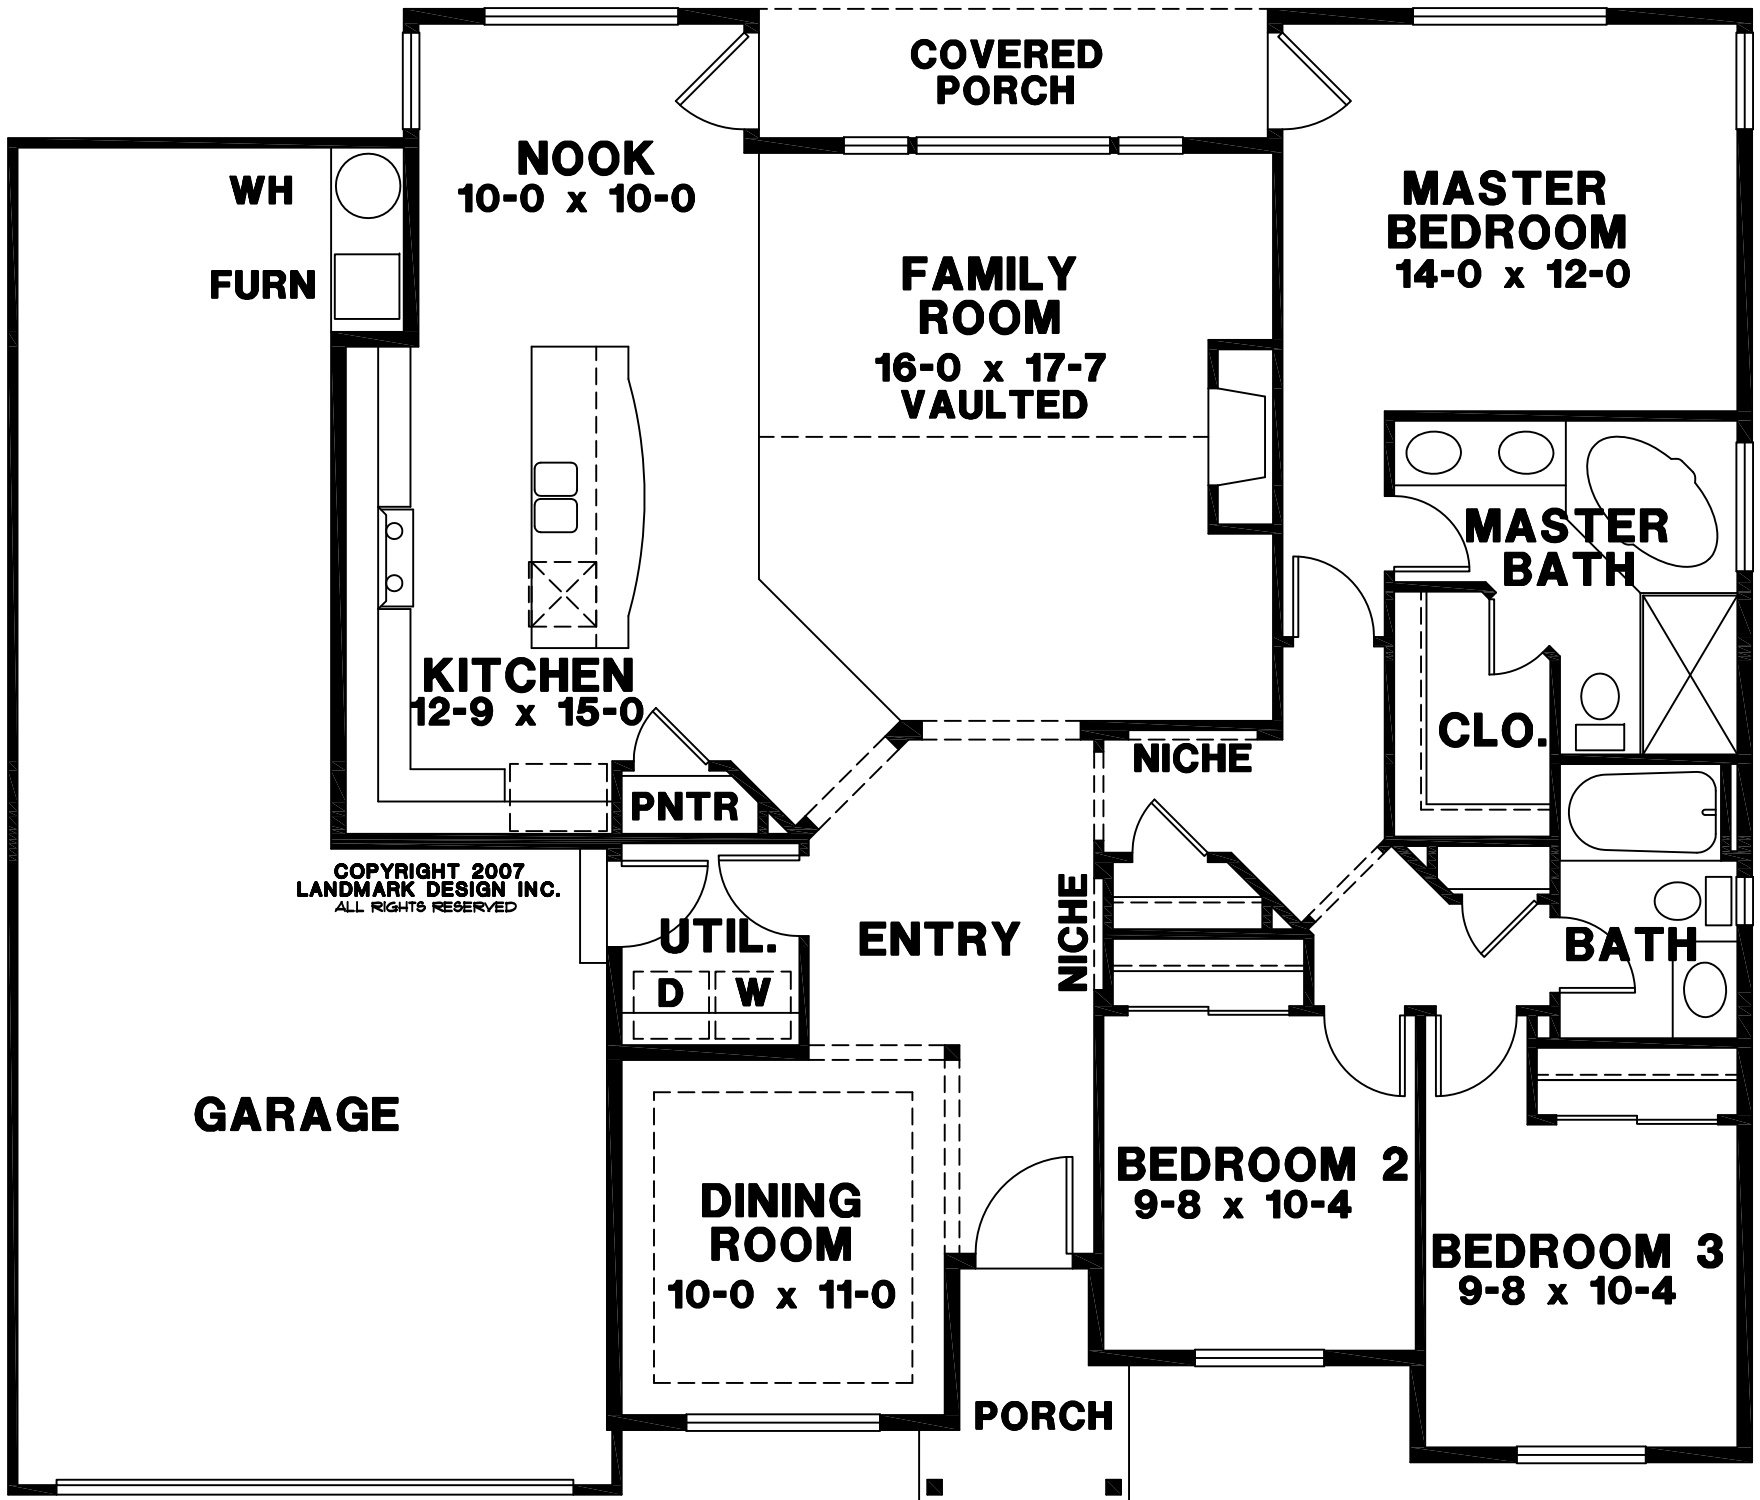 COVERED
PORCH
NOOK
10-0 x 10-0
WH
FURN
MASTER
BEDROOM
14-0 x 12-0
FAMILY
ROOM
16-0 x 17-7
VAULTED
MASTER
BATH
KITCHEN
12-9 x 15-0
CLO.
NICHE
PNTR
COPYRIGHT 2007
LANDMARK DESIGN INC.
ALL RIGHTS RESERVED
UTIL.
ENTRY
NICHE
BATH
D
W
GARAGE
BEDROOM 2
9-8 x 10-4
DINING
ROOM
10-0 x 11-0
BEDROOM 3
9-8 x 10-4
PORCH